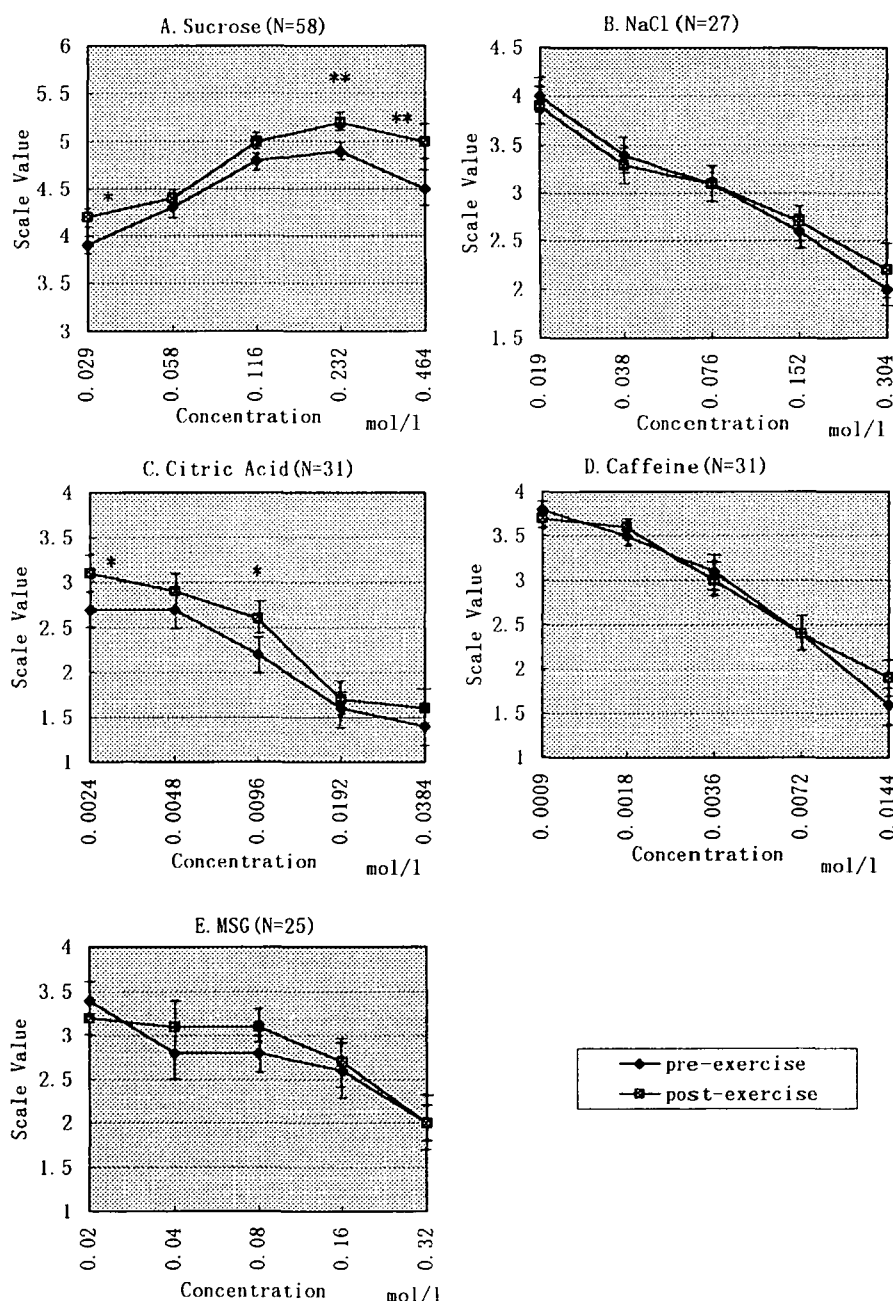 A. Sucrose(N=58)
6
5.5
5
4.5
4
3.5
3
Scale Value
*
**
**
0.029
0.058
0.116
0.232
0.464
Concentration
mol/l
B. NaCl(N=27)
4.5
4
3.5
3
2.5
2
1.5
Scale Value
0.019
0.038
0.076
0.152
0.304
Concentration
mol/l
C. Citric Acid(N=31)
4
3.5
3
2.5
2
1.5
1
Scale Value
*
*
0.0024
0.0048
0.0096
0.0192
0.0384
Concentration
mol/l
D. Caffeine(N=31)
4
3.5
3
2.5
2
1.5
1
Scale Value
0.0009
0.0018
0.0036
0.0072
0.0144
Concentration
mol/l
E. MSG(N=25)
4
3.5
3
2.5
2
1.5
1
Scale Value
0.02
0.04
0.08
0.16
0.32
Concentration
mol/l
pre-exercise
post-exercise